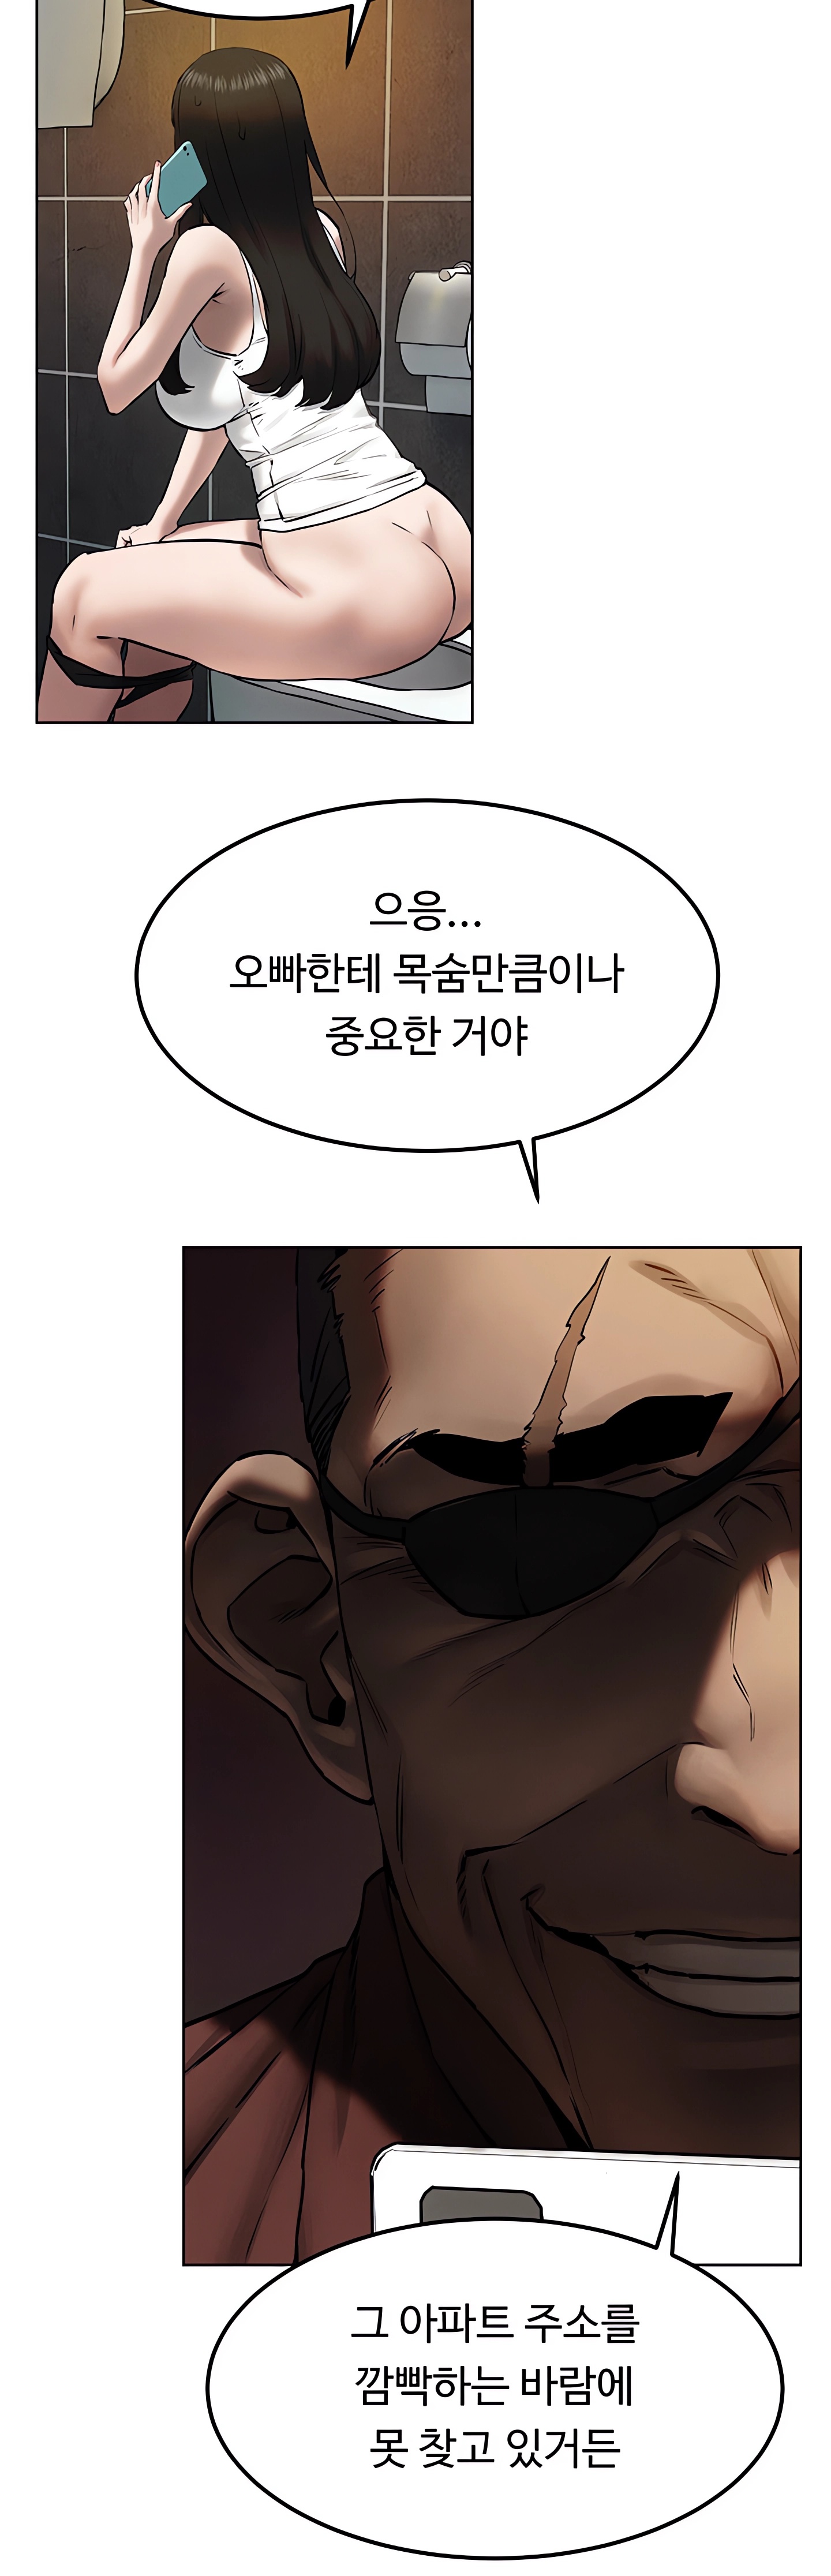 으응...
오빠한테 목숨만큼이나
중요한 거야
그 아파트 주소를
깜빡하는 바람에
못 찾고 있거든